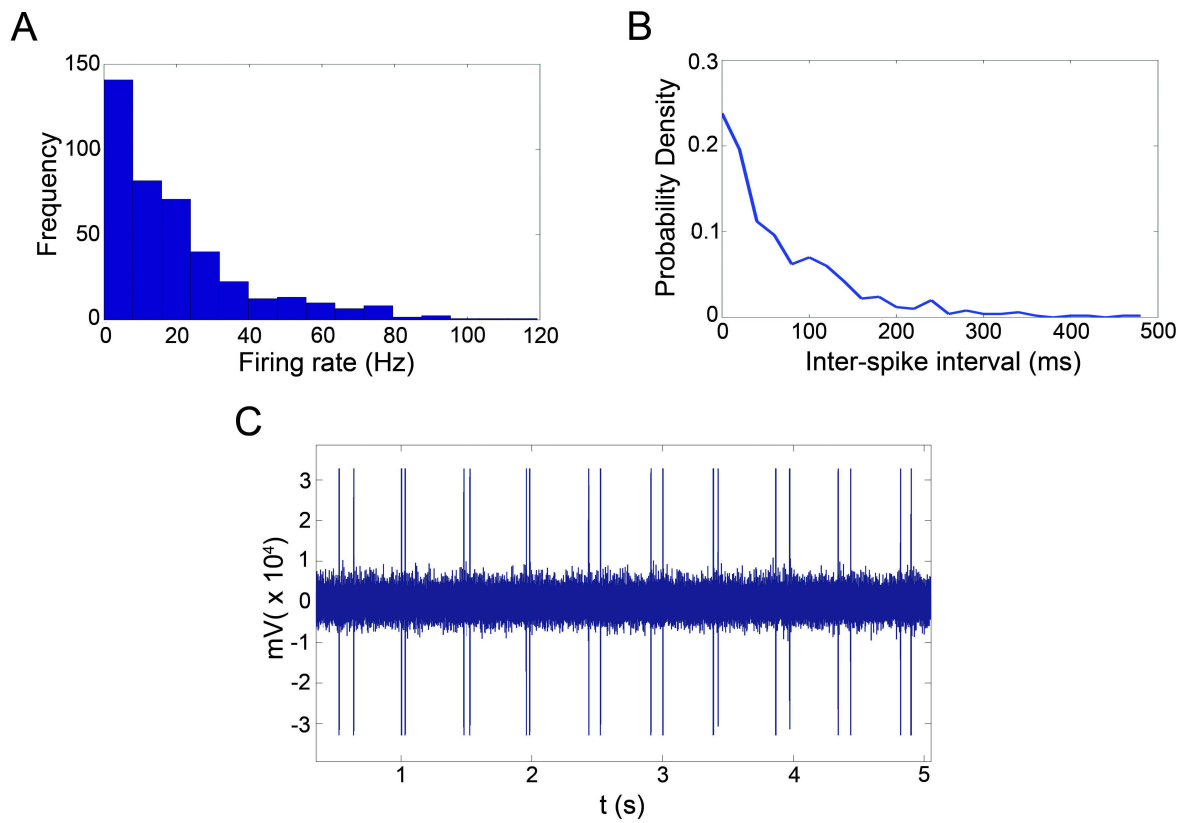 A
150
100
50
0
Frequency
0 20 40 60 80 100 120
Firing rate (Hz)
B
0.3
0.2
0.1
0
Probability Density
0 100 200 300 400 500
Inter-spike interval (ms)
C
3
2
1
0
-1
-2
-3
mV( x 10⁴)
1 2 3 4 5
t (s)